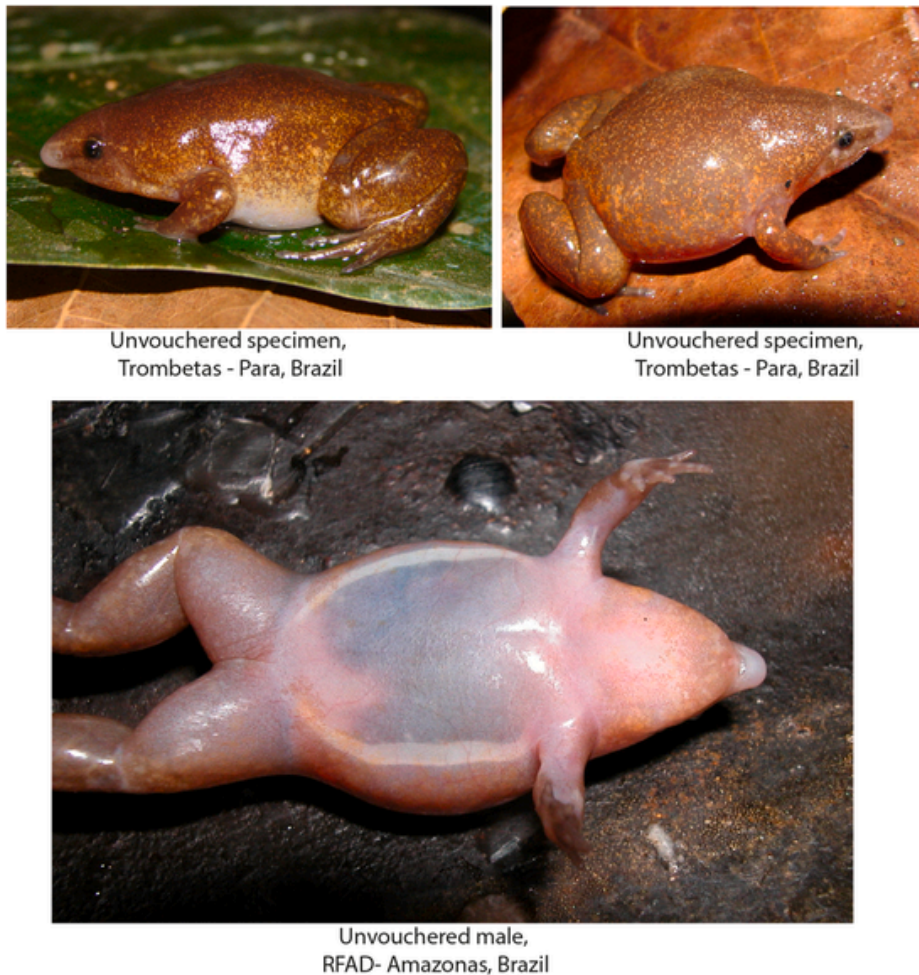 Unvouchered specimen,
Trombetas - Para, Brazil
Unvouchered specimen,
Trombetas - Para, Brazil
Unvouchered male,
RFAD- Amazonas, Brazil